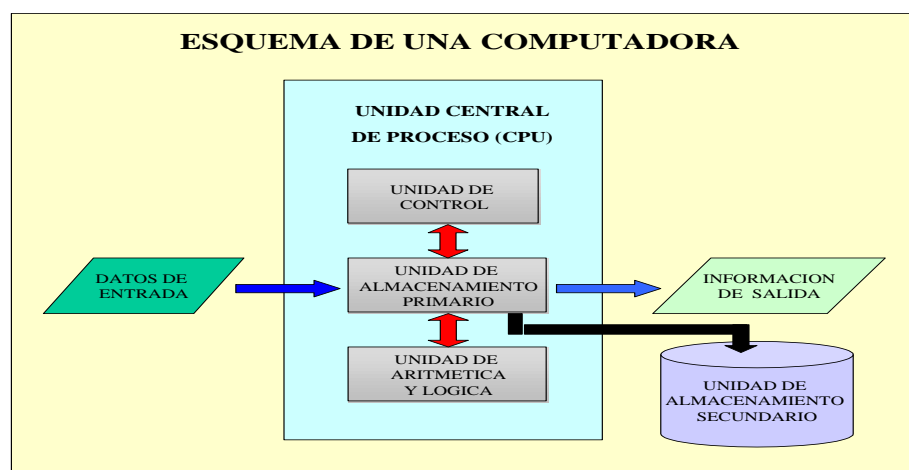 ESQUEMA DE UNA COMPUTADORA
UNIDAD CENTRAL
DE PROCESO (CPU)
UNIDAD DE
CONTROL
DATOS DE
ENTRADA
UNIDAD DE
ALMACENAMIENTO
PRIMARIO
INFORMACION
DE SALIDA
UNIDAD DE
ARITMETICA
Y LOGICA
UNIDAD DE
ALMACENAMIENTO
SECUNDARIO